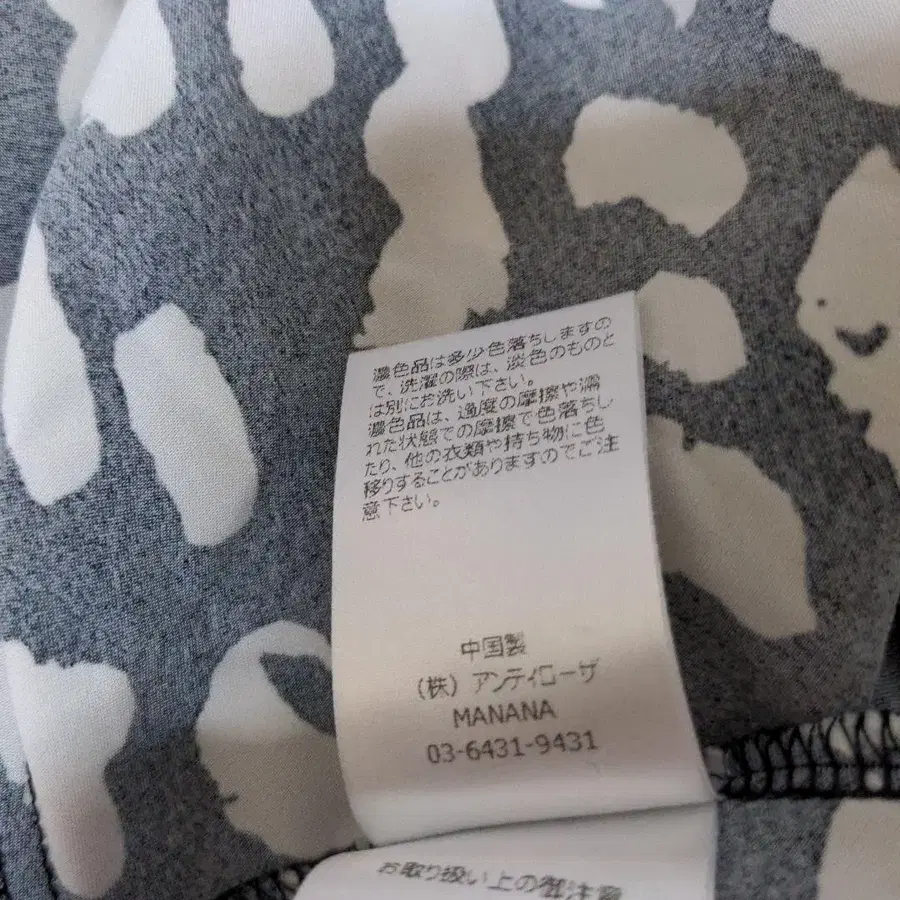 濃色品は多少色落ちしますの
で、洗濯の際は、淡色のものと
は別にお洗い下さい。
濃色品は、過度の摩擦や濡
れた状態での摩擦で色落ちし
たり、他の衣類や持ち物に色
移りすることがありますのでご注
意下さい。
中国製
（株）アンティローザ
MANANA
03-6431-9431
お取り扱い上の御注意